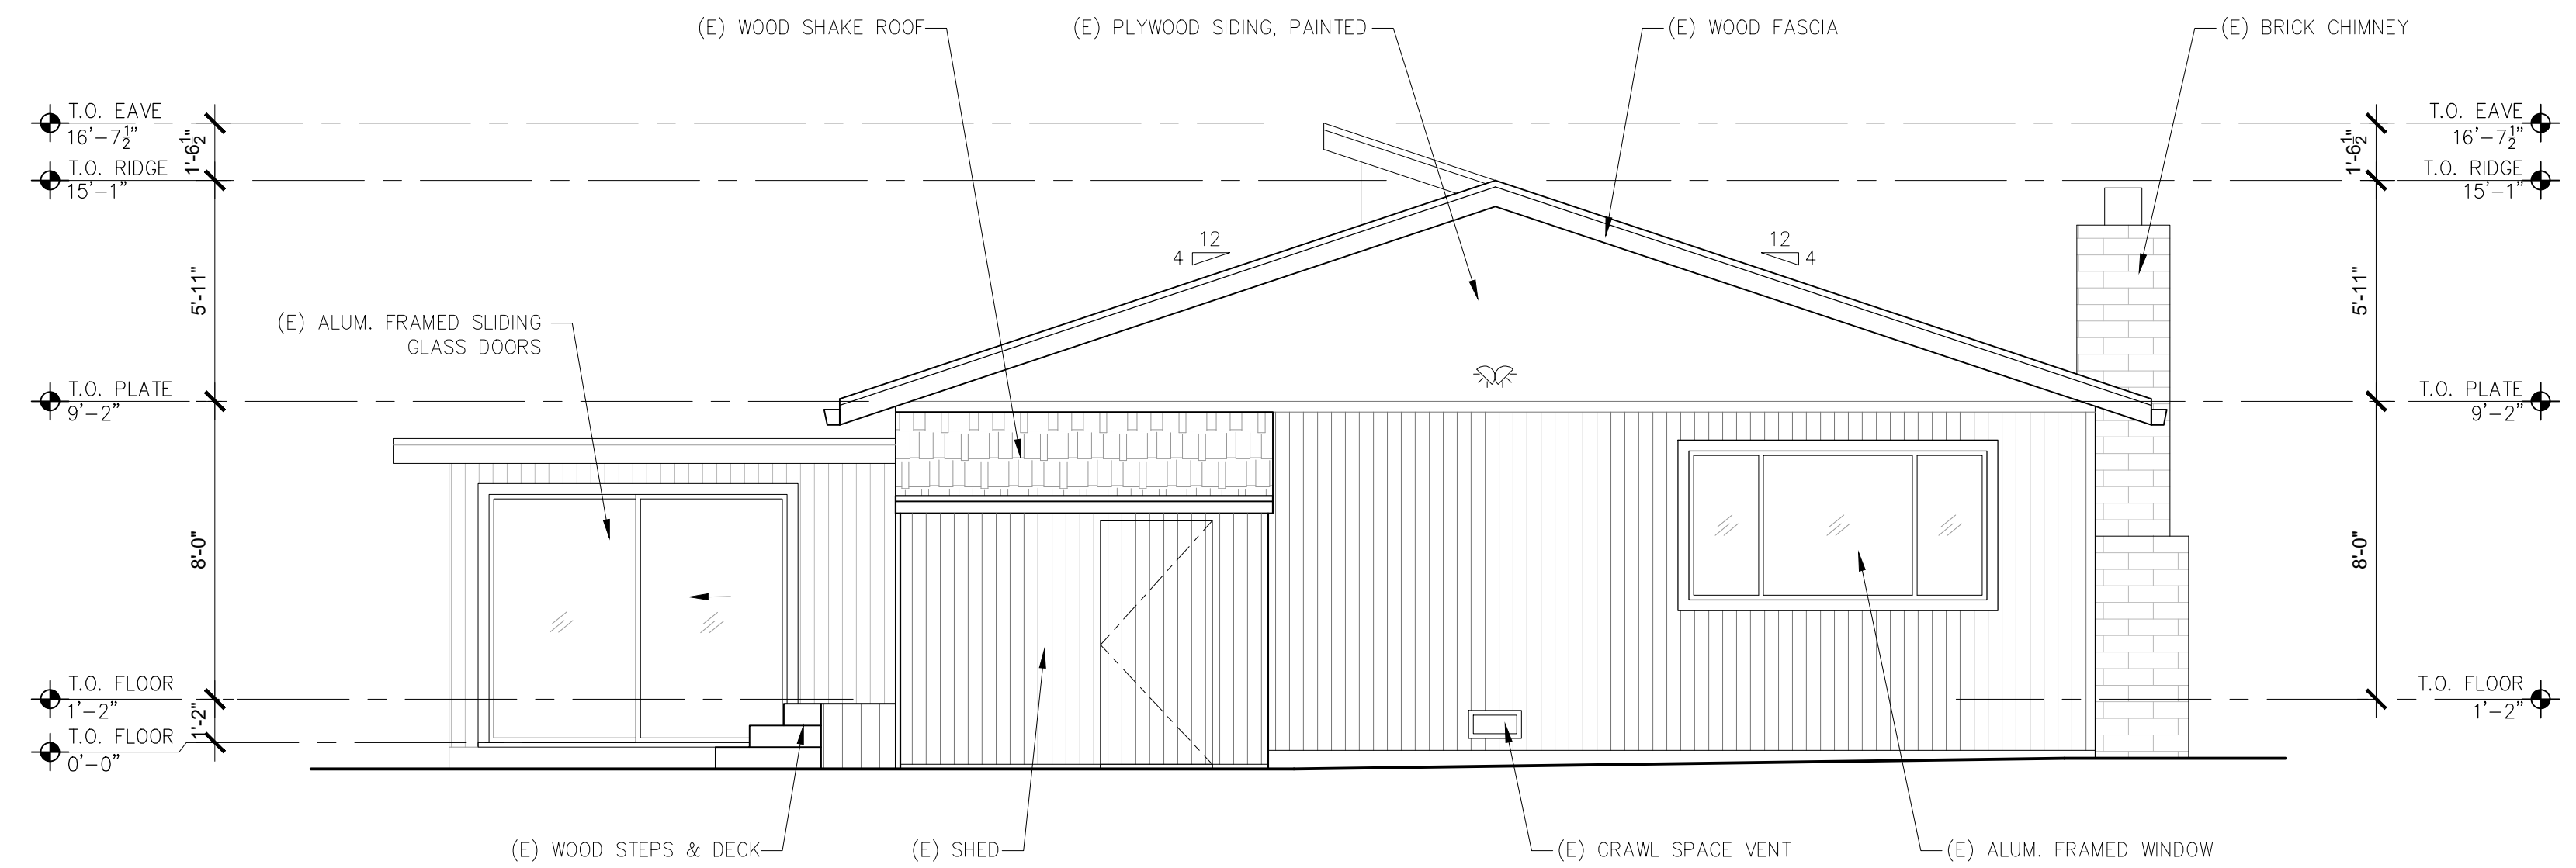 (E) WOOD SHAKE ROOF
(E) PLYWOOD SIDING, PAINTED
(E) WOOD FASCIA
(E) BRICK CHIMNEY
T.O. EAVE
16'-7½"
1'-6½"
T.O. RIDGE
15'-1"
T.O. EAVE
16'-7½"
1'-6½"
T.O. RIDGE
15'-1"
12
4
12
4
5'-11"
5'-11"
(E) ALUM. FRAMED SLIDING
GLASS DOORS
T.O. PLATE
9'-2"
T.O. PLATE
9'-2"
8'-0"
8'-0"
T.O. FLOOR
1'-2"
1'-2"
T.O. FLOOR
0'-0"
T.O. FLOOR
1'-2"
(E) WOOD STEPS & DECK
(E) SHED
(E) CRAWL SPACE VENT
(E) ALUM. FRAMED WINDOW